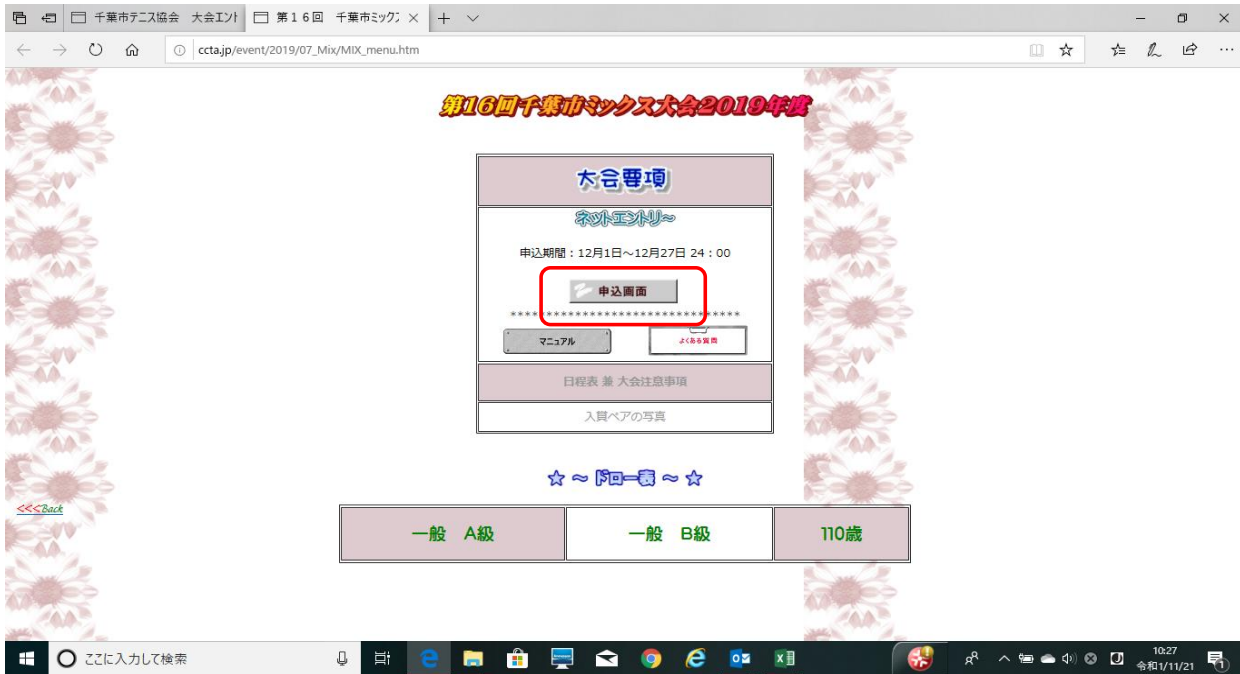 千葉市テニス協会 大会エント
第１６回 千葉市ミックス
ccta.jp/event/2019/07_Mix/MIX_menu.htm
第16回千葉市ミックス大会2019年度
大会要項
ネットエントリ～
申込期間：12月1日～12月27日 24：00
申込画面
********************************
マニュアル
よくある質問
日程表 兼 大会注意事項
入賞ペアの写真
☆ ～ ドロー表 ～ ☆
<<<Back
一般 A級
一般 B級
110歳
ここに入力して検索
10:27
令和1/11/21